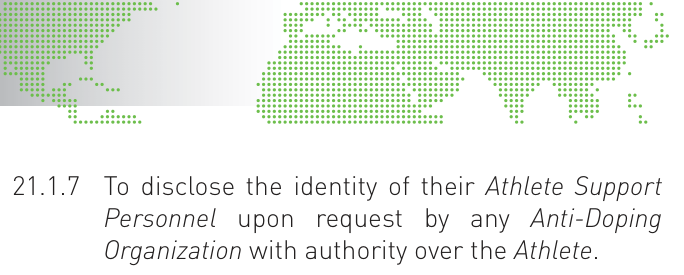 21.1.7 To disclose the identity of their Athlete Support
Personnel upon request by any Anti-Doping
Organization with authority over the Athlete.